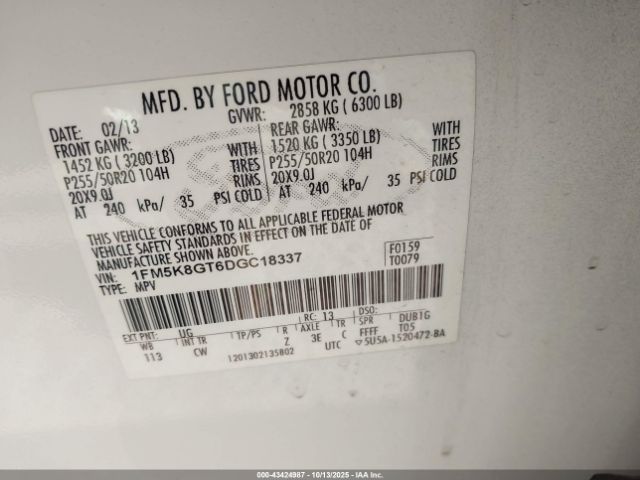 MFD. BY FORD MOTOR CO.
DATE: 02/13 GVWR: 2858 KG ( 6300 LB)
FRONT GAWR: WITH REAR GAWR: WITH
1452 KG ( 3200 LB) TIRES 1520 KG ( 3350 LB) TIRES
P255/50R20 104H RIMS P255/50R20 104H RIMS
20X9.0J 20X9.0J
AT 240 kPa/ 35 PSI COLD AT 240 kPa/ 35 PSI COLD
THIS VEHICLE CONFORMS TO ALL APPLICABLE FEDERAL MOTOR
VEHICLE SAFETY STANDARDS IN EFFECT ON THE DATE OF
MANUFACTURE SHOWN ABOVE.
VIN: 1FM5K8GT6DGC18337 F0159
TYPE: MPV T0079
EXT PNT: UG RC: 13 DSO:
WB INT TR TP/PS R AXLE TR SPR DUB1G
113 CW Z 3E C FFFF T05
1201302135802 UTC 5U5A-1520472-BA
000-43424987 - 10/13/2025 - IAA, Inc.